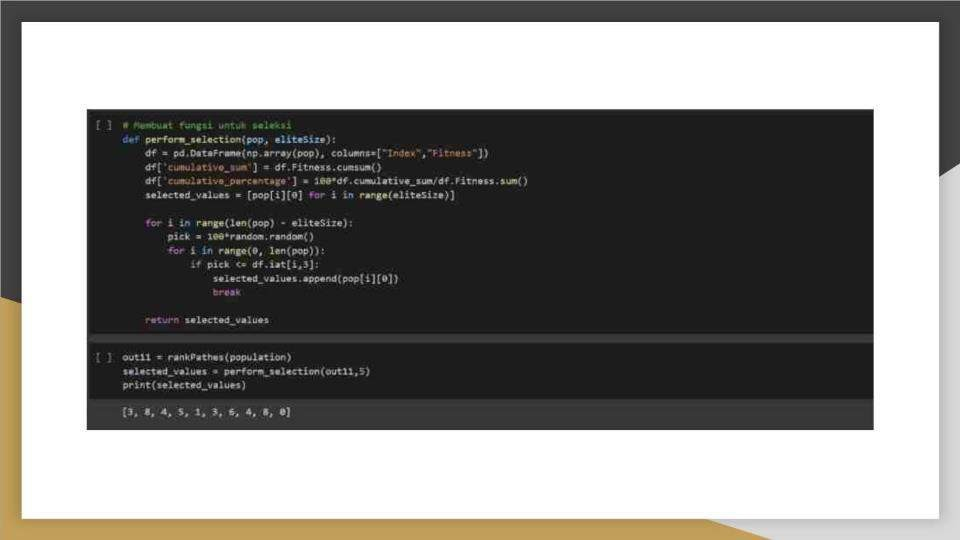 [ ] # Membuat fungsi untuk seleksi
def perform_selection(pop, eliteSize):
df = pd.DataFrame(np.array(pop), columns=["Index","Fitness"])
df['cumulative_sum'] = df.Fitness.cumsum()
df['cumulative_percentage'] = 100*df.cumulative_sum/df.Fitness.sum()
selected_values = [pop[i][0] for i in range(eliteSize)]
for i in range(len(pop) - eliteSize):
pick = 100*random.random()
for i in range(0, len(pop)):
if pick <= df.iat[i,3]:
selected_values.append(pop[i][0])
break
return selected_values
[ ] out11 = rankPathes(population)
selected_values = perform_selection(out11,5)
print(selected_values)
[3, 8, 4, 5, 1, 3, 6, 4, 8, 0]